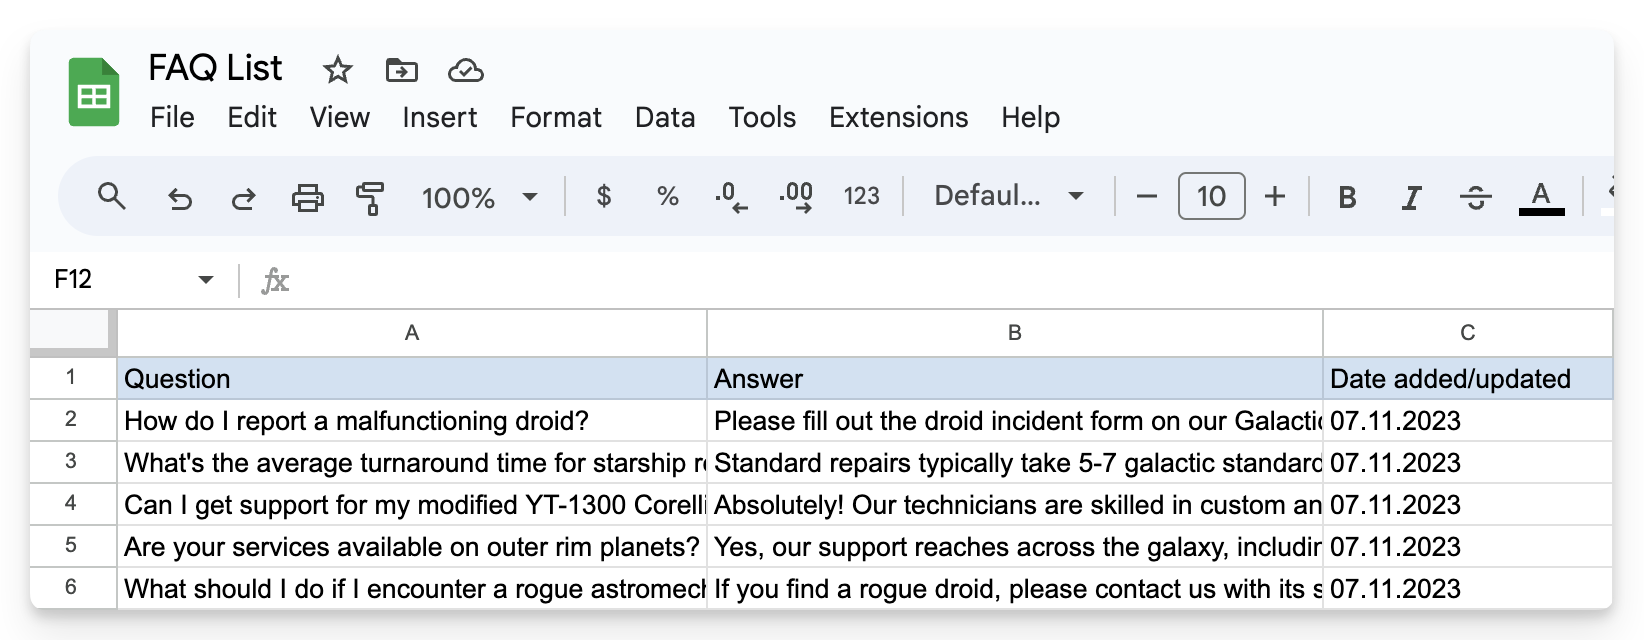 FAQ List
File Edit View Insert Format Data Tools Extensions Help
100% $ % .0 .00 123 Defaul... 10 B I S A
F12 fx
A B C
1 Question Answer Date added/updated
2 How do I report a malfunctioning droid? Please fill out the droid incident form on our Galactic 07.11.2023
3 What's the average turnaround time for starship Standard repairs typically take 5-7 galactic standard 07.11.2023
4 Can I get support for my modified YT-1300 Absolutely! Our technicians are skilled in custom 07.11.2023
5 Are your services available on outer rim planets? Yes, our support reaches across the galaxy, 07.11.2023
6 What should I do if I encounter a rogue If you find a rogue droid, please contact us with its 07.11.2023